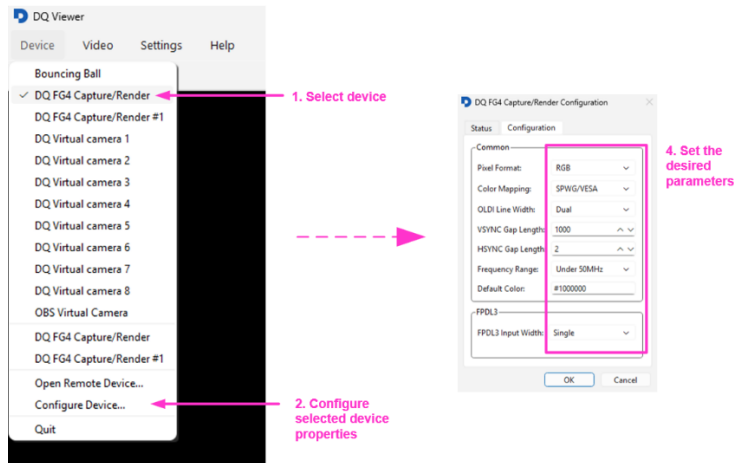 DQ Viewer
Device Video Settings Help
Bouncing Ball
✓ DQ FG4 Capture/Render
DQ FG4 Capture/Render #1
DQ Virtual camera 1
DQ Virtual camera 2
DQ Virtual camera 3
DQ Virtual camera 4
DQ Virtual camera 5
DQ Virtual camera 6
DQ Virtual camera 7
DQ Virtual camera 8
OBS Virtual Camera
DQ FG4 Capture/Render
DQ FG4 Capture/Render #1
Open Remote Device...
Configure Device...
Quit
1. Select device
2. Configure
selected device
properties
DQ FG4 Capture/Render Configuration
Status Configuration
Common
Pixel Format: RGB
Color Mapping: SPWG/VESA
OLDI Line Width: Dual
VSYNC Gap Length: 1000
HSYNC Gap Length: 2
Frequency Range: Under 50MHz
Default Color: #1000000
FPDL3
FPDL3 Input Width: Single
OK Cancel
4. Set the
desired
parameters